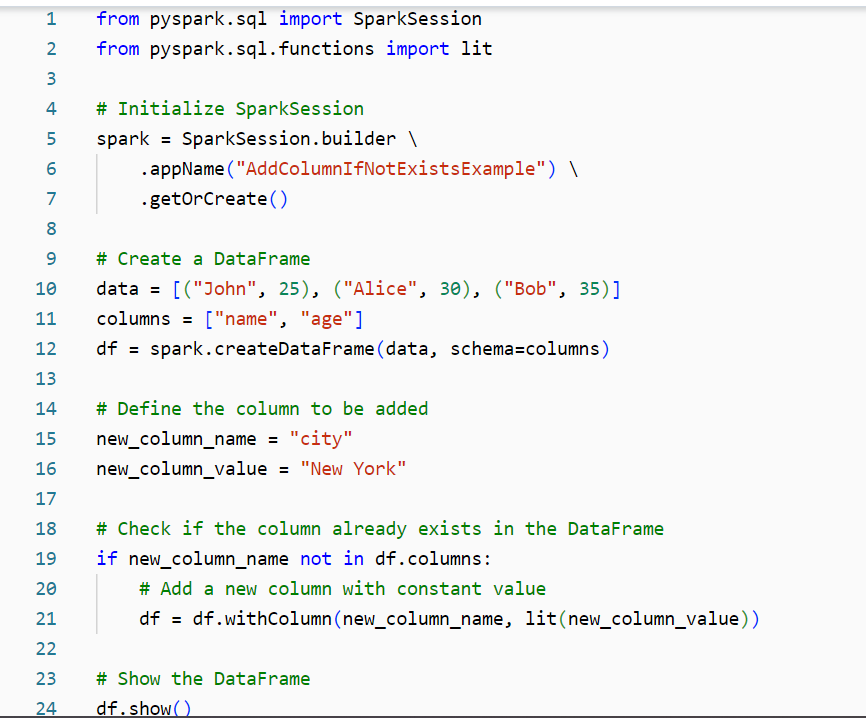 1 from pyspark.sql import SparkSession
2 from pyspark.sql.functions import lit
3
4 # Initialize SparkSession
5 spark = SparkSession.builder \
6     .appName("AddColumnIfNotExistsExample") \
7     .getOrCreate()
8
9 # Create a DataFrame
10 data = [("John", 25), ("Alice", 30), ("Bob", 35)]
11 columns = ["name", "age"]
12 df = spark.createDataFrame(data, schema=columns)
13
14 # Define the column to be added
15 new_column_name = "city"
16 new_column_value = "New York"
17
18 # Check if the column already exists in the DataFrame
19 if new_column_name not in df.columns:
20     # Add a new column with constant value
21     df = df.withColumn(new_column_name, lit(new_column_value))
22
23 # Show the DataFrame
24 df.show()